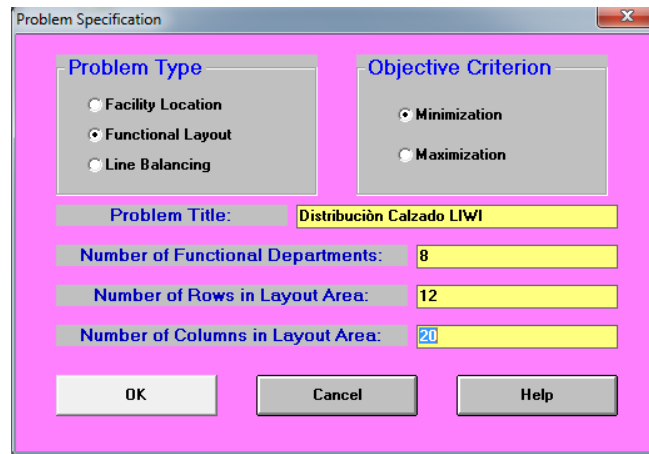 Problem Specification
Problem Type
Facility Location
Functional Layout
Line Balancing
Objective Criterion
Minimization
Maximization
Problem Title: Distribuciòn Calzado LIWI
Number of Functional Departments: 8
Number of Rows in Layout Area: 12
Number of Columns in Layout Area: 20
OK Cancel Help